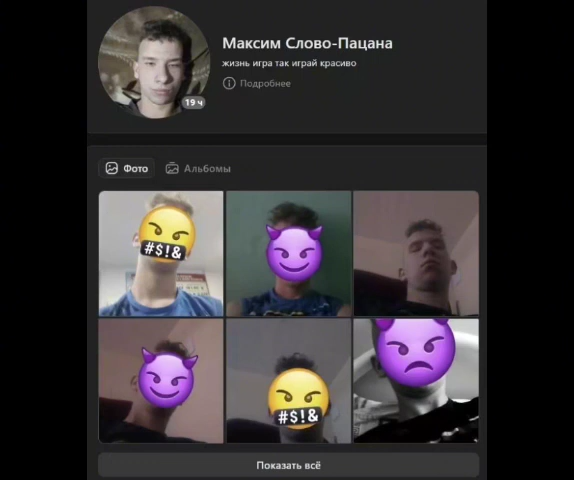 Максим Слово-Пацана
жизнь игра так играй красиво
Подробнее
19 ч
Фото
Альбомы
#$!&
#$!&
Показать всё